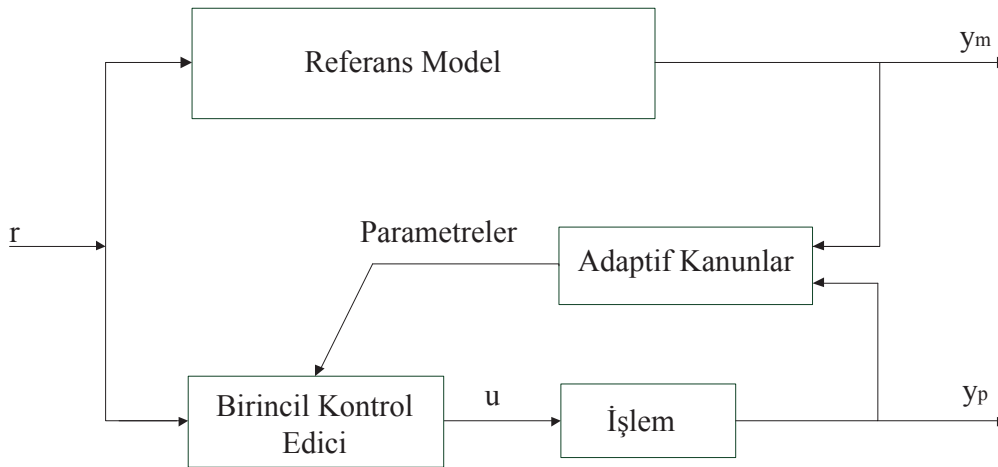 Referans Model
ym
r
Parametreler
Adaptif Kanunlar
Birincil Kontrol
Edici
u
İşlem
yp